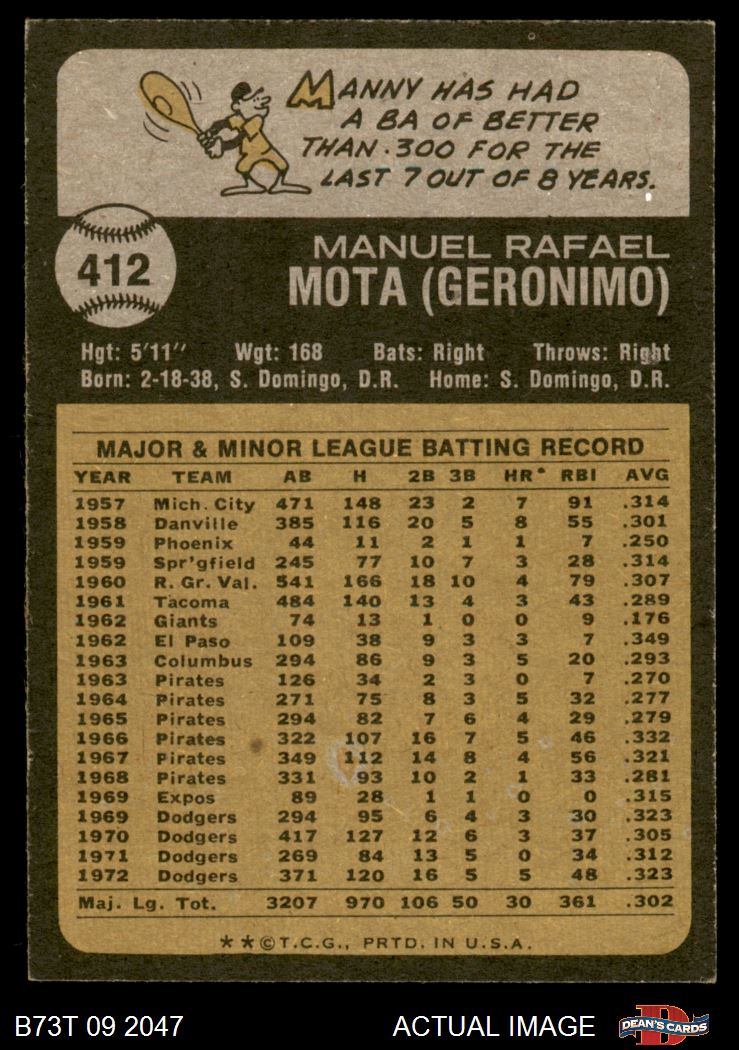 MANNY HAS HAD
A BA OF BETTER
THAN .300 FOR THE
LAST 7 OUT OF 8 YEARS.
412
MANUEL RAFAEL
MOTA (GERONIMO)
Hgt: 5'11" Wgt: 168 Bats: Right Throws: Right
Born: 2-18-38, S. Domingo, D.R. Home: S. Domingo, D.R.
MAJOR & MINOR LEAGUE BATTING RECORD
YEAR TEAM AB H 2B 3B HR* RBI AVG
1957 Mich. City 471 148 23 2 7 91 .314
1958 Danville 385 116 20 5 8 55 .301
1959 Phoenix 44 11 2 1 1 7 .250
1959 Spr'gfield 245 77 10 7 3 28 .314
1960 R. Gr. Val. 541 166 18 10 4 79 .307
1961 Tacoma 484 140 13 4 3 43 .289
1962 Giants 74 13 1 0 0 9 .176
1962 El Paso 109 38 9 3 3 7 .349
1963 Columbus 294 86 9 3 5 20 .293
1963 Pirates 126 34 2 3 0 7 .270
1964 Pirates 271 75 8 3 5 32 .277
1965 Pirates 294 82 7 6 4 29 .279
1966 Pirates 322 107 16 7 5 46 .332
1967 Pirates 349 112 14 8 4 56 .321
1968 Pirates 331 93 10 2 1 33 .281
1969 Expos 89 28 1 1 0 0 .315
1969 Dodgers 294 95 6 4 3 30 .323
1970 Dodgers 417 127 12 6 3 37 .305
1971 Dodgers 269 84 13 5 0 34 .312
1972 Dodgers 371 120 16 5 5 48 .323
Maj. Lg. Tot. 3207 970 106 50 30 361 .302
★★©T.C.G., PRTD. IN U.S.A.
B73T 09 2047 ACTUAL IMAGE D DEAN'S CARDS